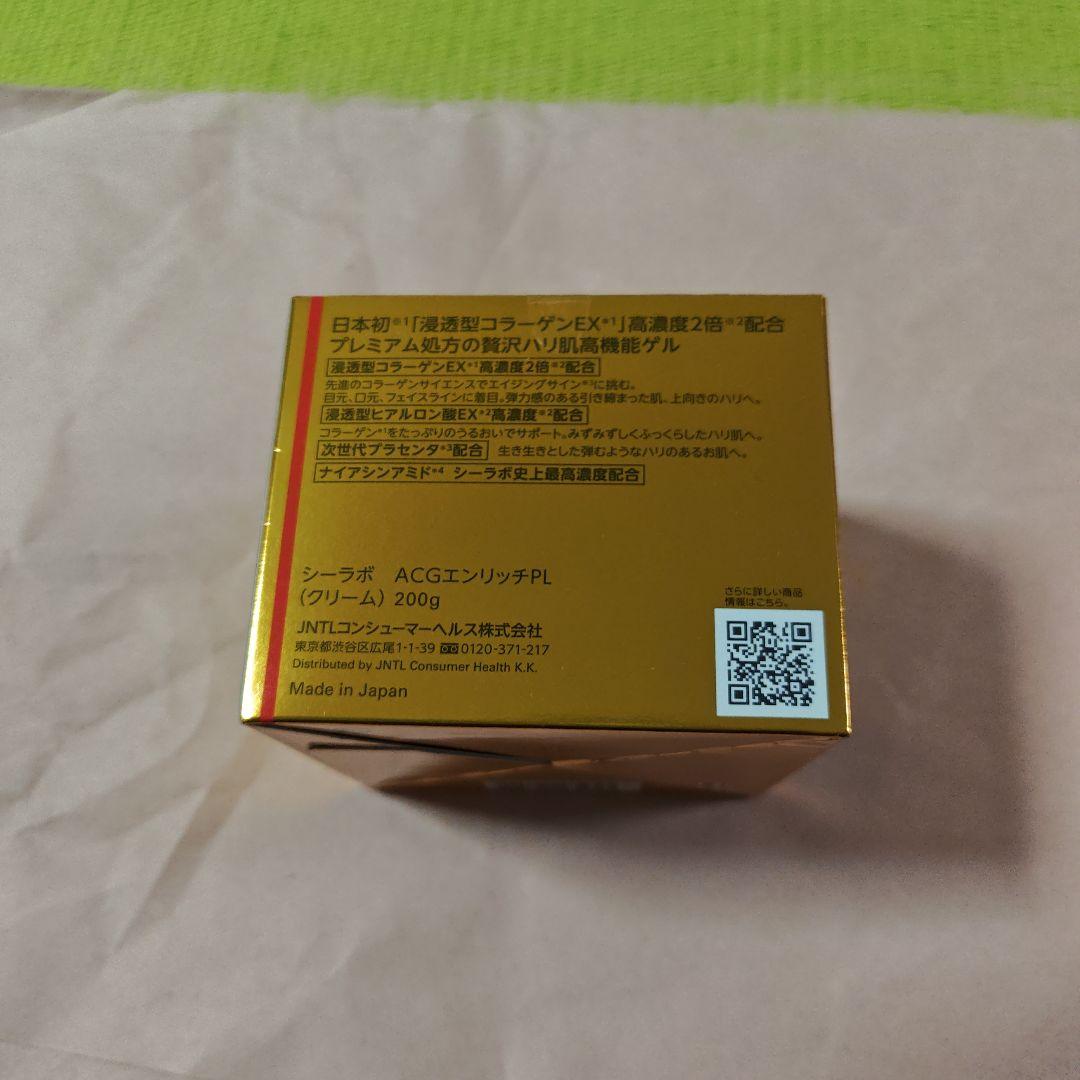 日本初※1「浸透型コラーゲンEX*1」高濃度2倍※2配合
プレミアム処方の贅沢ハリ肌高機能ゲル
浸透型コラーゲンEX*1高濃度2倍※2配合
先進のコラーゲンサイエンスでエイジングサイン※3に挑む。
目元、口元、フェイスラインに着目。弾力感のある引き締まった肌、上向きのハリへ。
浸透型ヒアルロン酸EX*2高濃度※2配合
コラーゲン*1をたっぷりのうるおいでサポート。みずみずしくふっくらしたハリ肌へ。
次世代プラセンタ*3配合 生き生きとした弾むようなハリのあるお肌へ。
ナイアシンアミド*4 シーラボ史上最高濃度配合
シーラボ ACGエンリッチPL
(クリーム) 200g
JNTLコンシューマーヘルス株式会社
東京都渋谷区広尾1-1-39 0120-371-217
Distributed by JNTL Consumer Health K.K.
Made in Japan
さらに詳しい商品
情報はこちら。